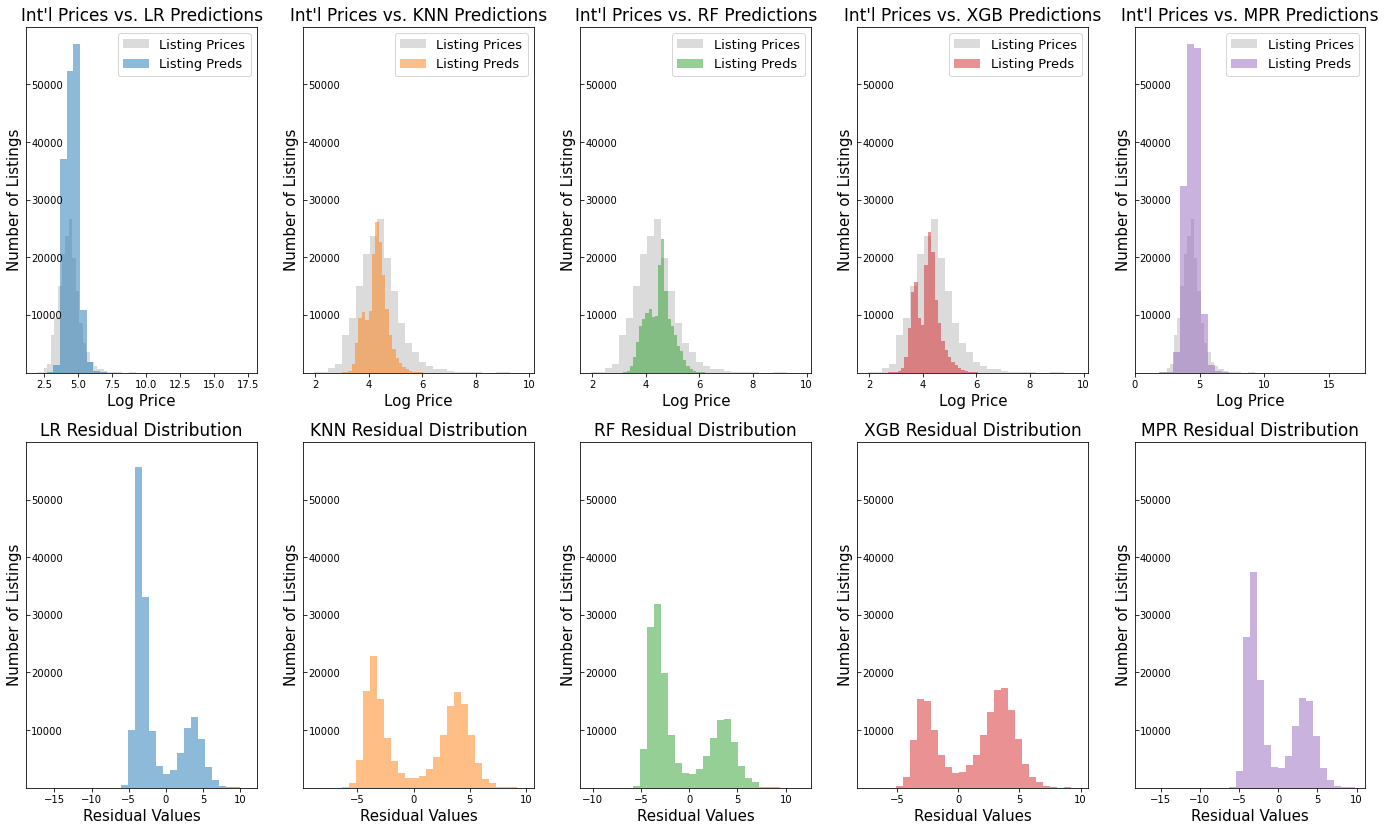 Int'l Prices vs. LR Predictions
Listing Prices
Listing Preds
50000
40000
30000
20000
10000
Number of Listings
2.5 5.0 7.5 10.0 12.5 15.0 17.5
Log Price
Int'l Prices vs. KNN Predictions
Listing Prices
Listing Preds
50000
40000
30000
20000
10000
Number of Listings
2 4 6 8 10
Log Price
Int'l Prices vs. RF Predictions
Listing Prices
Listing Preds
50000
40000
30000
20000
10000
Number of Listings
2 4 6 8 10
Log Price
Int'l Prices vs. XGB Predictions
Listing Prices
Listing Preds
50000
40000
30000
20000
10000
Number of Listings
2 4 6 8 10
Log Price
Int'l Prices vs. MPR Predictions
Listing Prices
Listing Preds
50000
40000
30000
20000
10000
Number of Listings
0 5 10 15
Log Price
LR Residual Distribution
50000
40000
30000
20000
10000
Number of Listings
−15 −10 −5 0 5 10
Residual Values
KNN Residual Distribution
50000
40000
30000
20000
10000
Number of Listings
−5 0 5 10
Residual Values
RF Residual Distribution
50000
40000
30000
20000
10000
Number of Listings
−10 −5 0 5 10
Residual Values
XGB Residual Distribution
50000
40000
30000
20000
10000
Number of Listings
−5 0 5 10
Residual Values
MPR Residual Distribution
50000
40000
30000
20000
10000
Number of Listings
−15 −10 −5 0 5 10
Residual Values